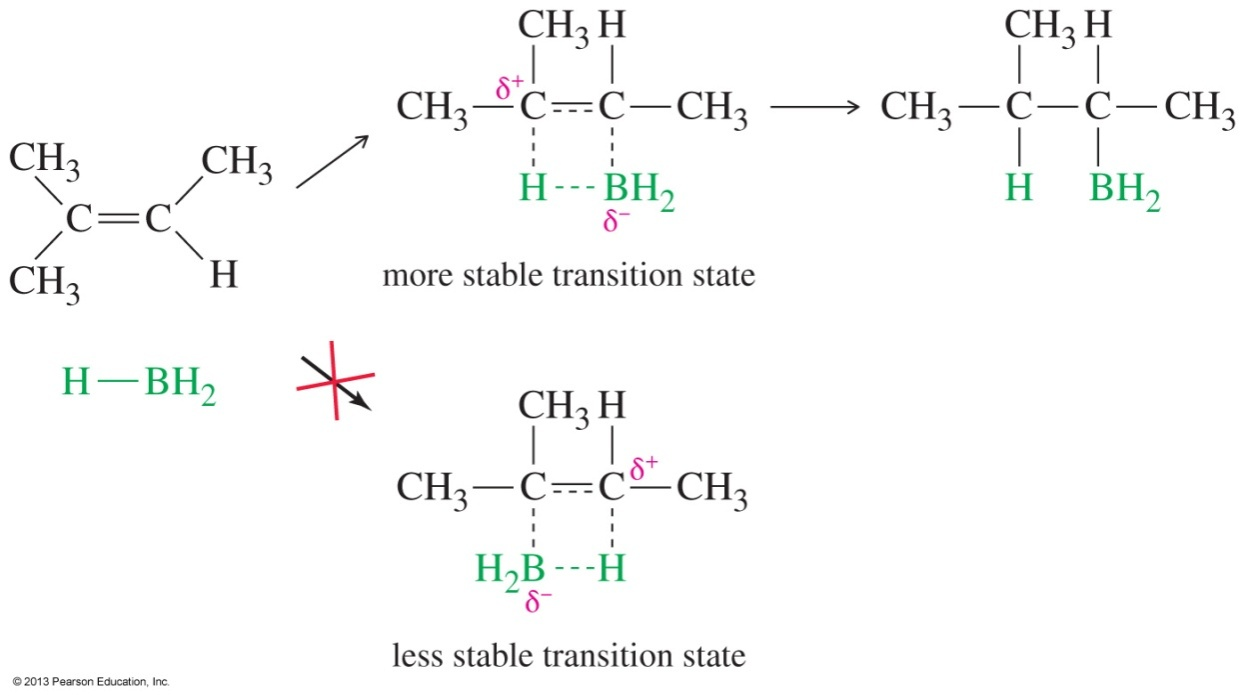 CH₃ H
δ⁺
CH₃—C===C—CH₃
H---BH₂
δ⁻
more stable transition state
CH₃ H
CH₃—C—C—CH₃
H BH₂
CH₃ CH₃
C=C
CH₃ H
H—BH₂
CH₃ H
δ⁺
CH₃—C===C—CH₃
H₂B---H
δ⁻
less stable transition state
© 2013 Pearson Education, Inc.